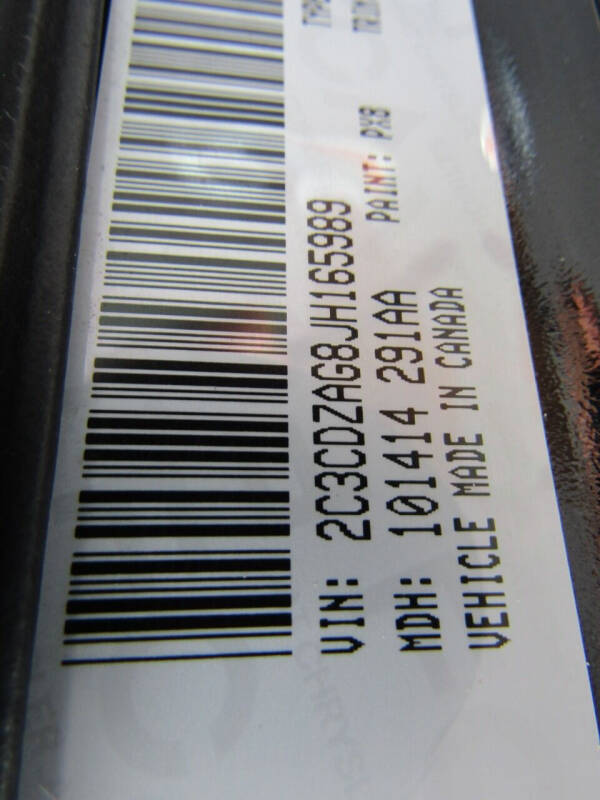 VIN: 2C3CDZAG8JH165989
MDH: 101414 291AA PAINT: PX8
VEHICLE MADE IN CANADA